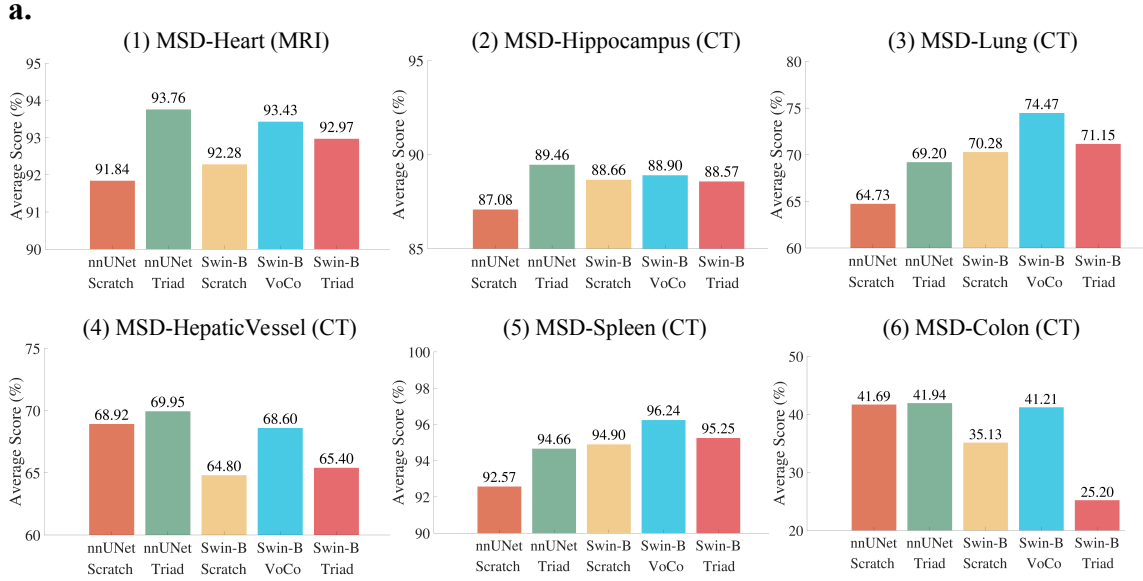 a.
(1) MSD-Heart (MRI)
Average Score (%)
95
94
93
92
91
90
91.84
93.76
92.28
93.43
92.97
nnUNet nnUNet Swin-B Swin-B Swin-B
Scratch Triad Scratch VoCo Triad
(2) MSD-Hippocampus (CT)
Average Score (%)
95
90
85
87.08
89.46
88.66
88.90
88.57
nnUNet nnUNet Swin-B Swin-B Swin-B
Scratch Triad Scratch VoCo Triad
(3) MSD-Lung (CT)
Average Score (%)
80
75
70
65
60
64.73
69.20
70.28
74.47
71.15
nnUNet nnUNet Swin-B Swin-B Swin-B
Scratch Triad Scratch VoCo Triad
(4) MSD-HepaticVessel (CT)
Average Score (%)
75
70
65
60
68.92
69.95
64.80
68.60
65.40
nnUNet nnUNet Swin-B Swin-B Swin-B
Scratch Triad Scratch VoCo Triad
(5) MSD-Spleen (CT)
Average Score (%)
100
98
96
94
92
90
92.57
94.66
94.90
96.24
95.25
nnUNet nnUNet Swin-B Swin-B Swin-B
Scratch Triad Scratch VoCo Triad
(6) MSD-Colon (CT)
Average Score (%)
50
40
30
20
41.69
41.94
35.13
41.21
25.20
nnUNet nnUNet Swin-B Swin-B Swin-B
Scratch Triad Scratch VoCo Triad